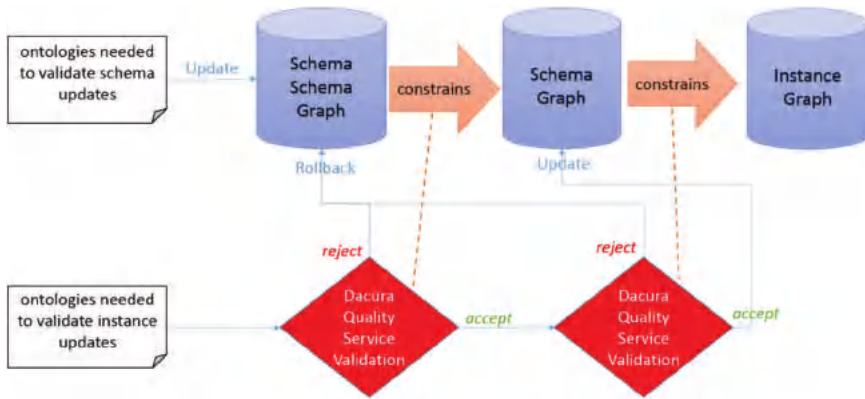 ontologies needed
to validate schema
updates
Update
Schema
Schema
Graph
constrains
Schema
Graph
constrains
Instance
Graph
Rollback
Update
reject
reject
ontologies needed
to validate instance
updates
Dacura
Quality
Service
Validation
accept
Dacura
Quality
Service
Validation
accept